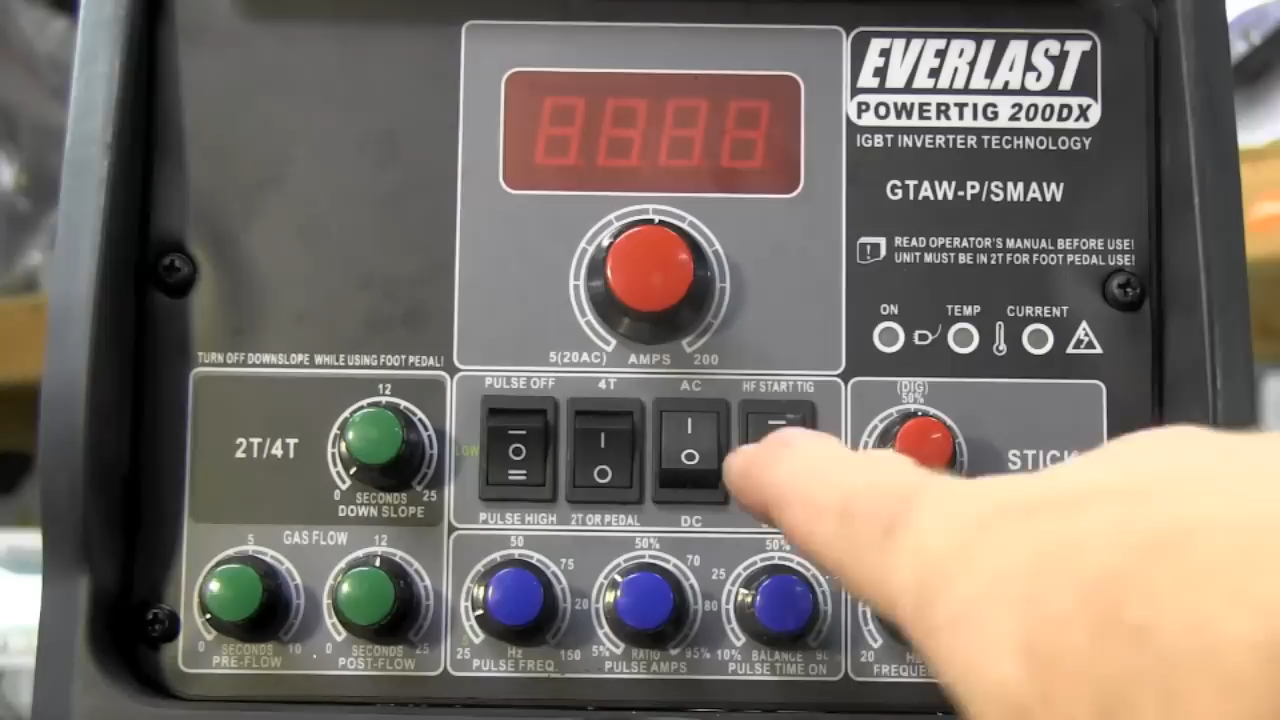 EVERLAST
POWERTIG 200DX
IGBT INVERTER TECHNOLOGY
GTAW-P/SMAW
READ OPERATOR'S MANUAL BEFORE USE!
UNIT MUST BE IN 2T FOR FOOT PEDAL USE!
ON TEMP CURRENT
8888
5(20AC) AMPS 200
TURN OFF DOWNSLOPE WHILE USING FOOT PEDAL!
2T/4T
12
0 SECONDS 25
DOWN SLOPE
PULSE OFF 4T AC HF START TIG
LOW
PULSE HIGH 2T OR PEDAL DC
(DIG)
50%
STICK
GAS FLOW
5 12
0 SECONDS 10
PRE-FLOW
0 SECONDS 25
POST-FLOW
50 75
25 Hz 150
PULSE FREQ.
50% 70
20 80
5% RATIO 95%
PULSE AMPS
50%
25
10% BALANCE
PULSE TIME ON
20